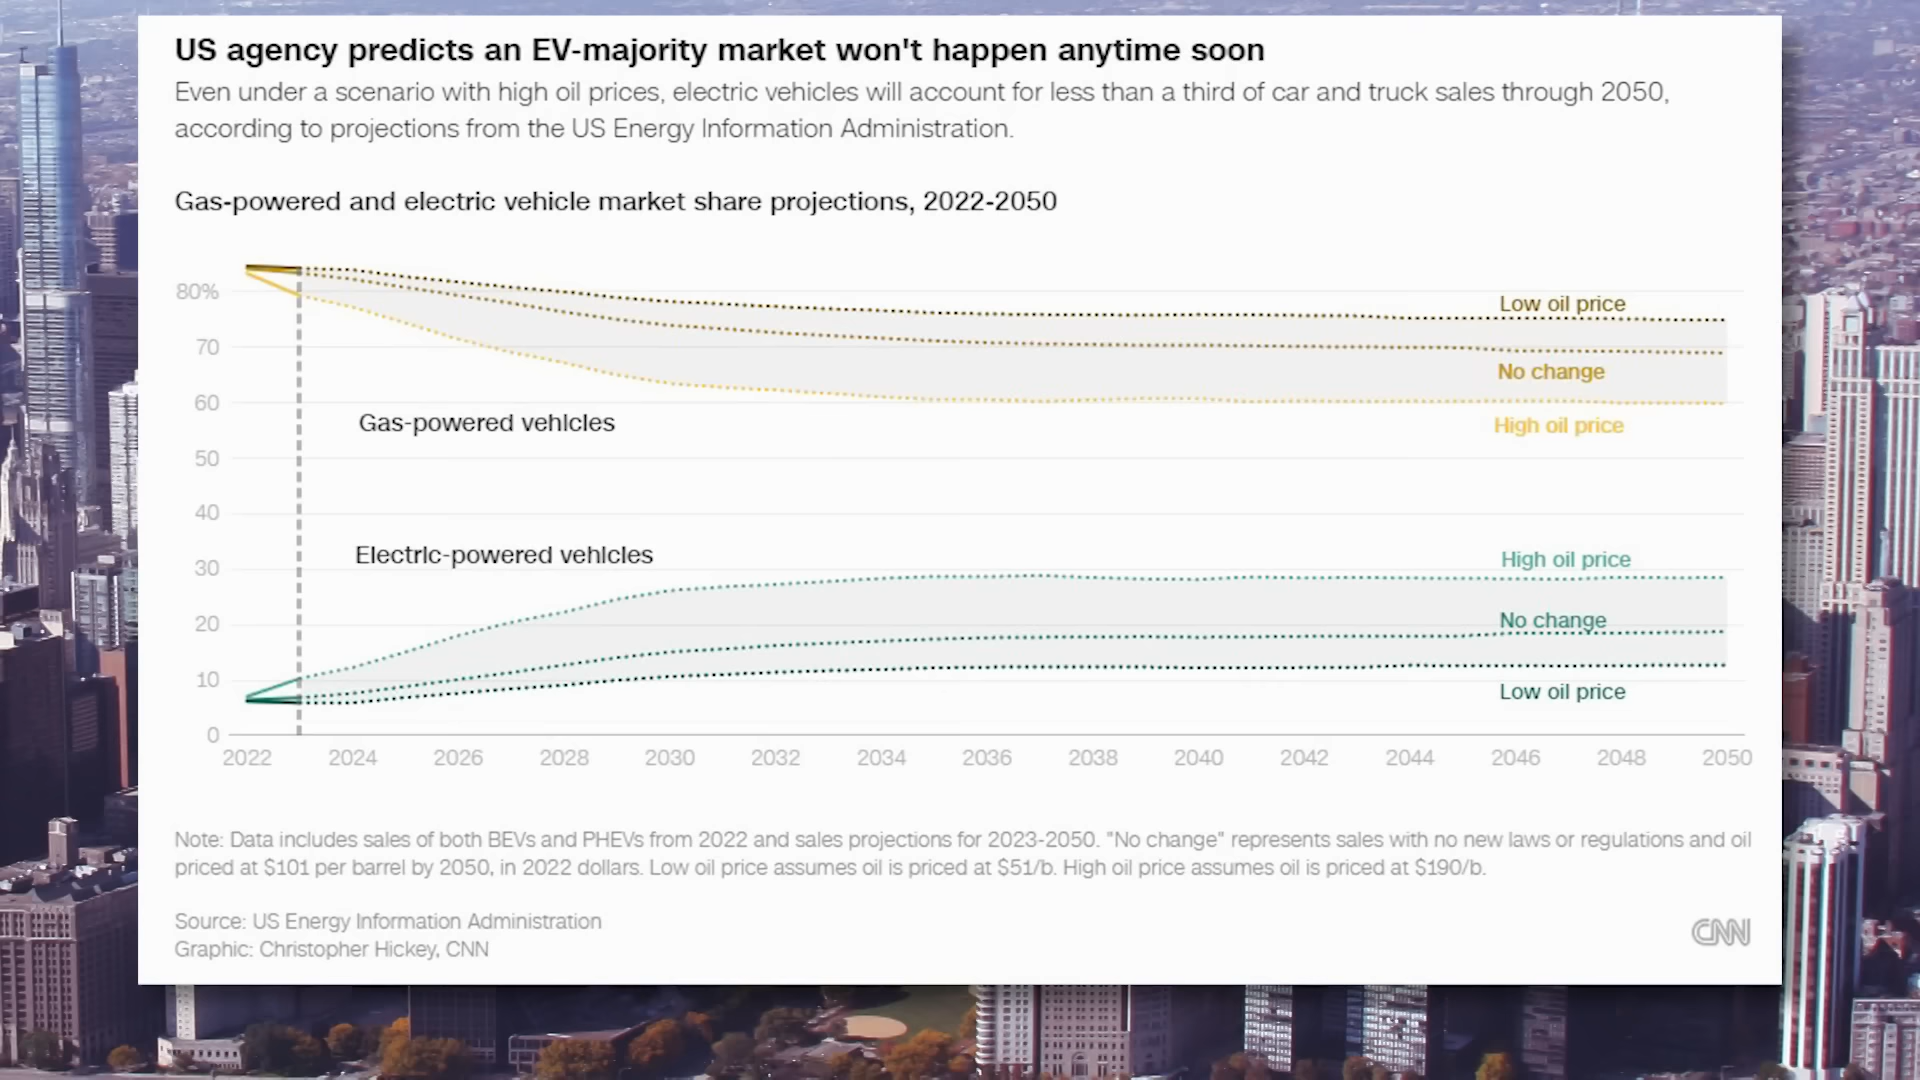 US agency predicts an EV-majority market won't happen anytime soon
Even under a scenario with high oil prices, electric vehicles will account for less than a third of car and truck sales through 2050,
according to projections from the US Energy Information Administration.
Gas-powered and electric vehicle market share projections, 2022-2050
80%
Low oil price
70
No change
60
Gas-powered vehicles
High oil price
50
40
Electric-powered vehicles
High oil price
30
20
No change
10
Low oil price
0
2022 2024 2026 2028 2030 2032 2034 2036 2038 2040 2042 2044 2046 2048 2050
Note: Data includes sales of both BEVs and PHEVs from 2022 and sales projections for 2023-2050. "No change" represents sales with no new laws or regulations and oil
priced at $101 per barrel by 2050, in 2022 dollars. Low oil price assumes oil is priced at $51/b. High oil price assumes oil is priced at $190/b.
Source: US Energy Information Administration
Graphic: Christopher Hickey, CNN
CNN